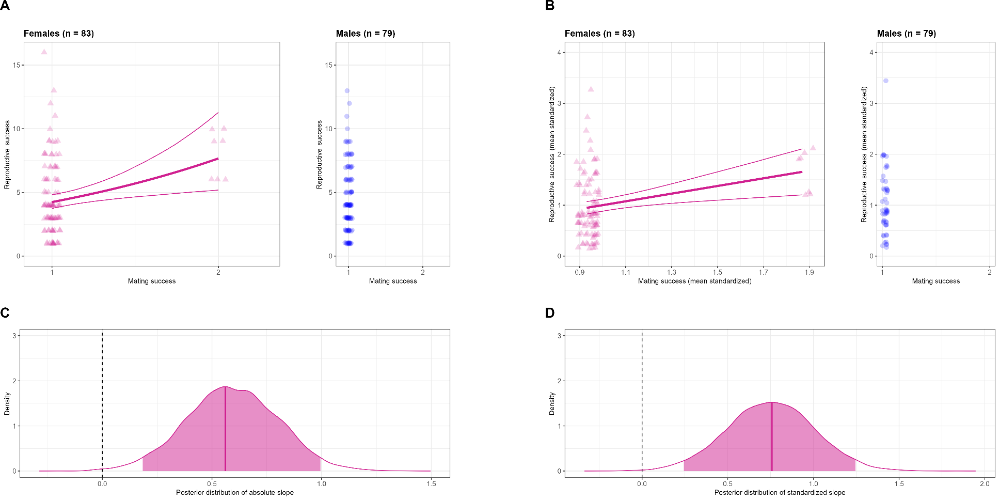 A
B
Females (n = 83)
Males (n = 79)
Females (n = 83)
Males (n = 79)
Reproductive success
15
10
5
0
1
2
Mating success
Reproductive success
15
10
5
0
1
2
Mating success
Reproductive success (mean standardized)
4
3
2
1
0
0.9
1.1
1.3
1.5
1.7
1.9
Mating success (mean standardized)
Reproductive success (mean standardized)
4
3
2
1
0
1
2
Mating success
C
D
Density
3
2
1
0
0.0
0.5
1.0
1.5
Posterior distribution of absolute slope
Density
3
2
1
0
0.0
0.5
1.0
1.5
2.0
Posterior distribution of standardized slope